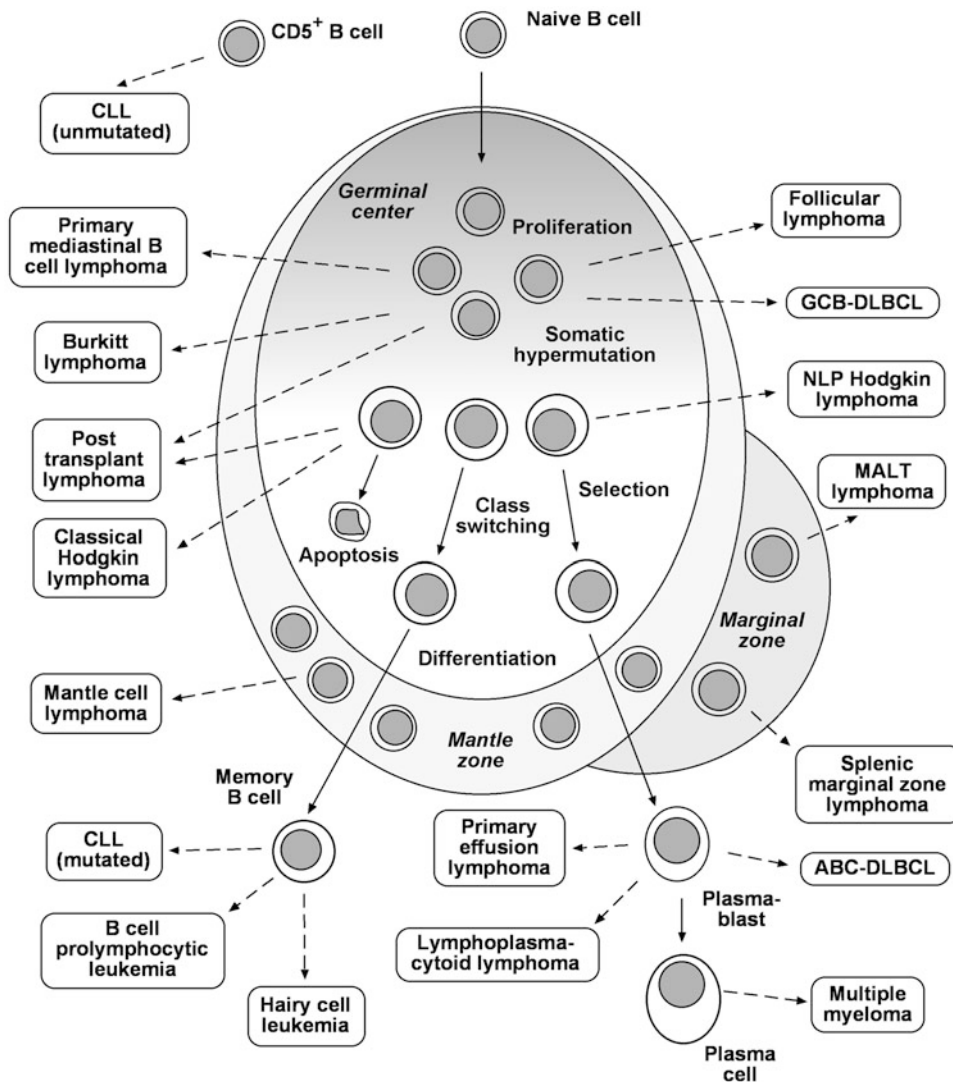 CD5+ B cell
Naive B cell
CLL
(unmutated)
Germinal
center
Proliferation
Follicular
lymphoma
Primary
mediastinal B
cell lymphoma
GCB-DLBCL
Burkitt
lymphoma
Somatic
hypermutation
NLP Hodgkin
lymphoma
Post
transplant
lymphoma
MALT
lymphoma
Classical
Hodgkin
lymphoma
Apoptosis
Class
switching
Selection
Marginal
zone
Differentiation
Mantle cell
lymphoma
Mantle
zone
Splenic
marginal zone
lymphoma
Memory
B cell
CLL
(mutated)
Primary
effusion
lymphoma
ABC-DLBCL
Plasma-
blast
B cell
prolymphocytic
leukemia
Lymphoplasma-
cytoid lymphoma
Hairy cell
leukemia
Multiple
myeloma
Plasma
cell